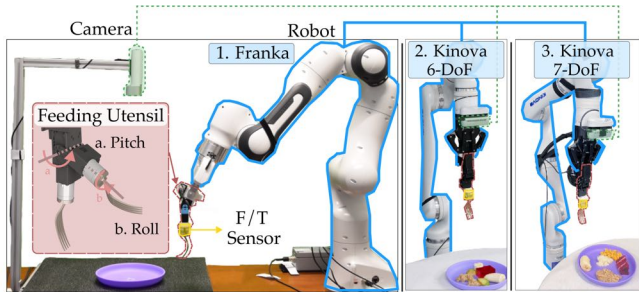 Camera
Robot
1. Franka
2. Kinova
6-DoF
3. Kinova
7-DoF
Feeding Utensil
a. Pitch
a
b
b. Roll
F/T
Sensor